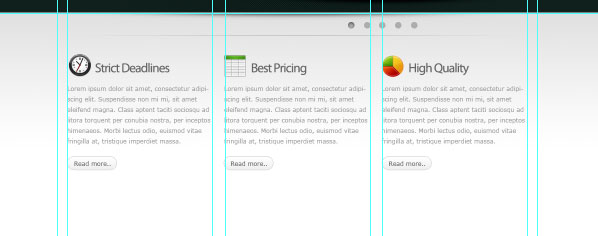 Strict Deadlines
Lorem ipsum dolor sit amet, consectetur adipi-
scing elit. Suspendisse non mi mi, sit amet
eleifend magna. Class aptent taciti sociosqu ad
litora torquent per conubia nostra, per inceptos
himenaeos. Morbi lectus odio, euismod vitae
fringilla at, tristique imperdiet massa.
Read more..
Best Pricing
Lorem ipsum dolor sit amet, consectetur adipi-
scing elit. Suspendisse non mi mi, sit amet
eleifend magna. Class aptent taciti sociosqu ad
litora torquent per conubia nostra, per inceptos
himenaeos. Morbi lectus odio, euismod vitae
fringilla at, tristique imperdiet massa.
Read more..
High Quality
Lorem ipsum dolor sit amet, consectetur adipi-
scing elit. Suspendisse non mi mi, sit amet
eleifend magna. Class aptent taciti sociosqu ad
litora torquent per conubia nostra, per inceptos
himenaeos. Morbi lectus odio, euismod vitae
fringilla at, tristique imperdiet massa.
Read more..